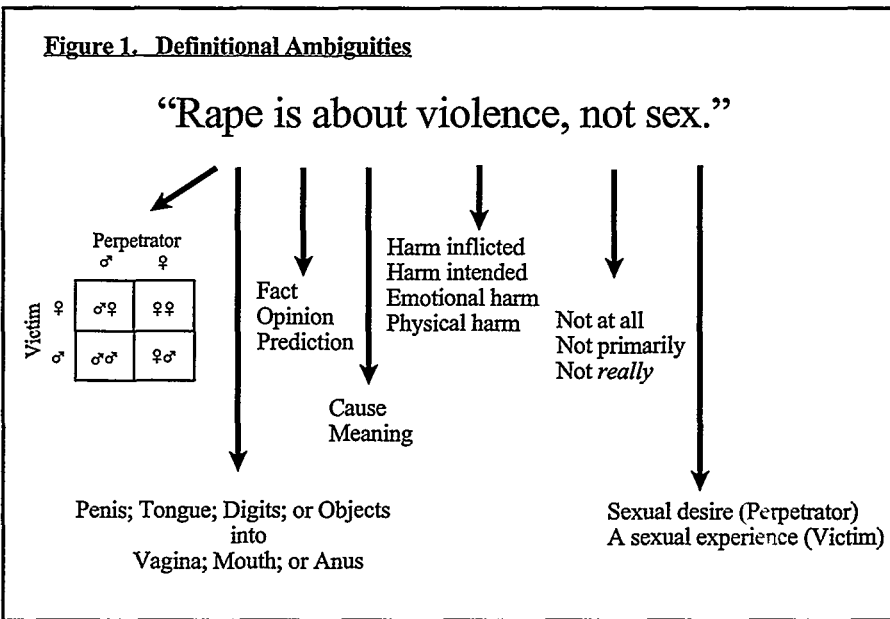 Figure 1. Definitional Ambiguities
“Rape is about violence, not sex.”
Perpetrator
♂ ♀
Victim
♀ ♂♀ ♀♀
♂ ♂♂ ♀♂
Fact
Opinion
Prediction
Harm inflicted
Harm intended
Emotional harm
Physical harm
Not at all
Not primarily
Not really
Cause
Meaning
Penis; Tongue; Digits; or Objects
into
Vagina; Mouth; or Anus
Sexual desire (Perpetrator)
A sexual experience (Victim)